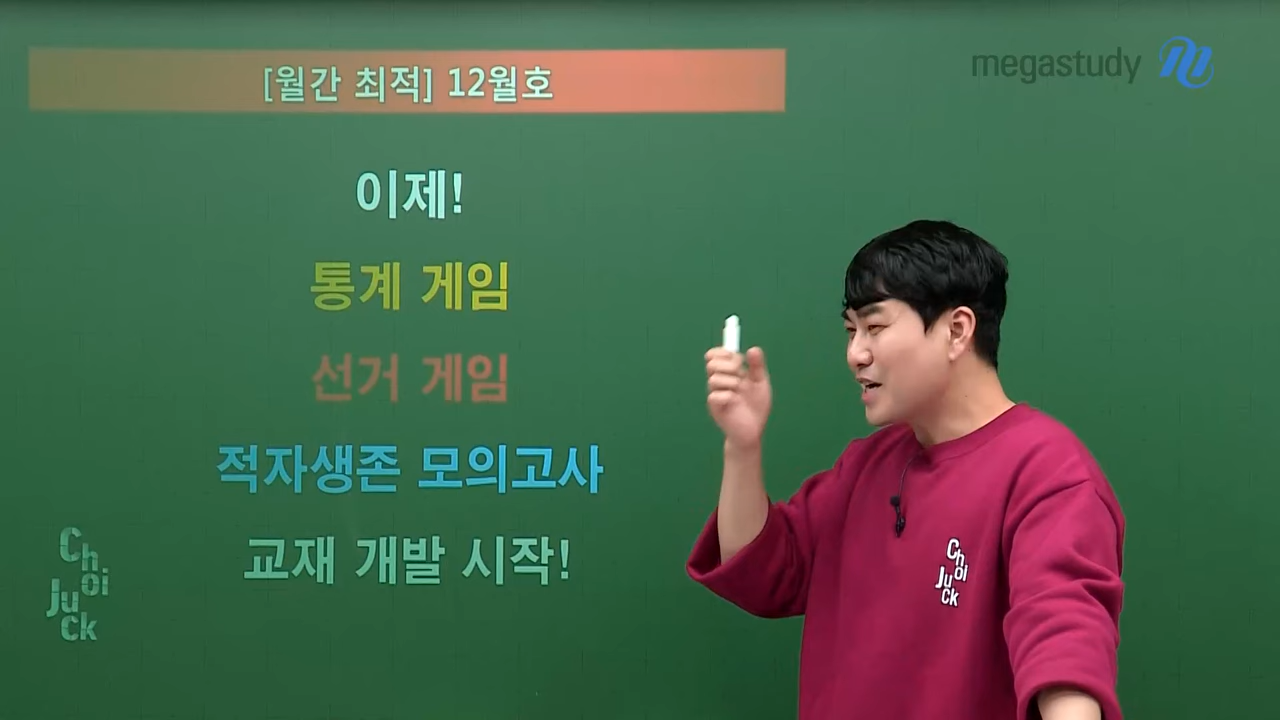 [월간 최적] 12월호
megastudy
이제!
통계 게임
선거 게임
적자생존 모의고사
교재 개발 시작!
Choi
Juck
Choi
Juck